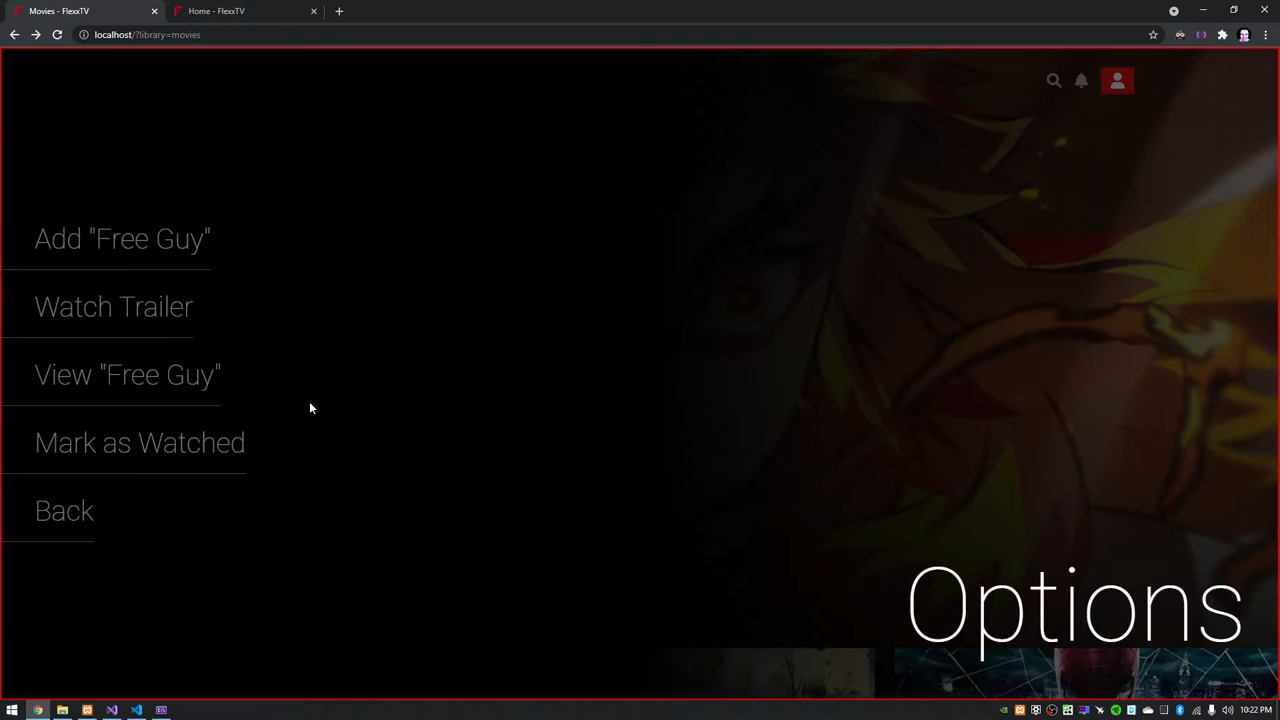 Movies - FlexxTV
Home - FlexxTV
localhost/?library=movies
Add "Free Guy"
Watch Trailer
View "Free Guy"
Mark as Watched
Back
Options
10:22 PM